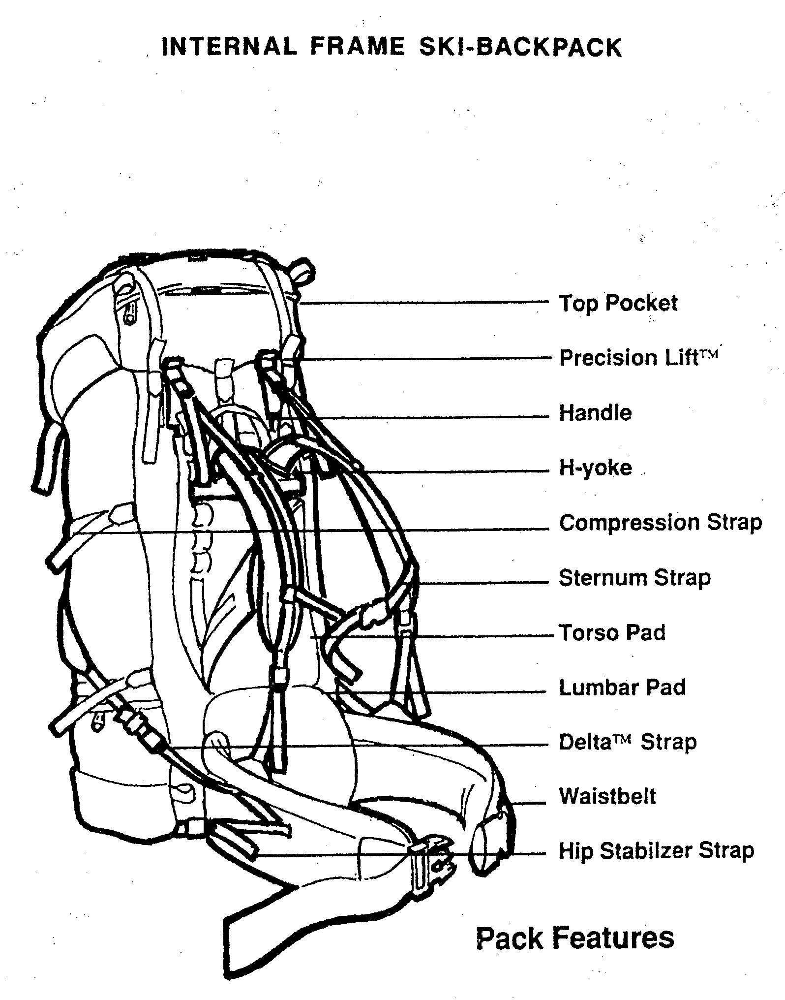 INTERNAL FRAME SKI-BACKPACK
Top Pocket
Precision Lift™
Handle
H-yoke
Compression Strap
Sternum Strap
Torso Pad
Lumbar Pad
Delta™ Strap
Waistbelt
Hip Stabilzer Strap
Pack Features